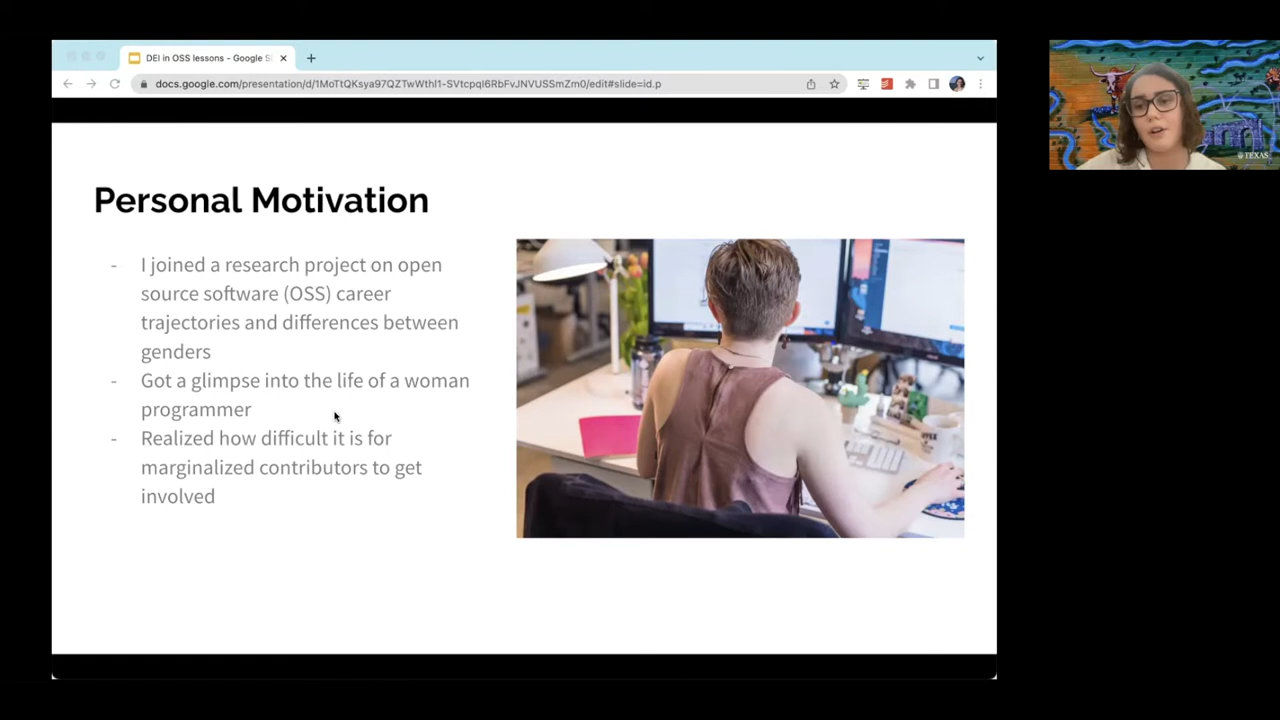 DEI in OSS lessons - Google S
docs.google.com/presentation/d/1MoTtQKsya97QZTwWthl1-SVtcpqI6RbFvJNVUSSmZm0/edit#slide=id.p
TEXAS
Personal Motivation
- I joined a research project on open
source software (OSS) career
trajectories and differences between
genders
- Got a glimpse into the life of a woman
programmer
- Realized how difficult it is for
marginalized contributors to get
involved